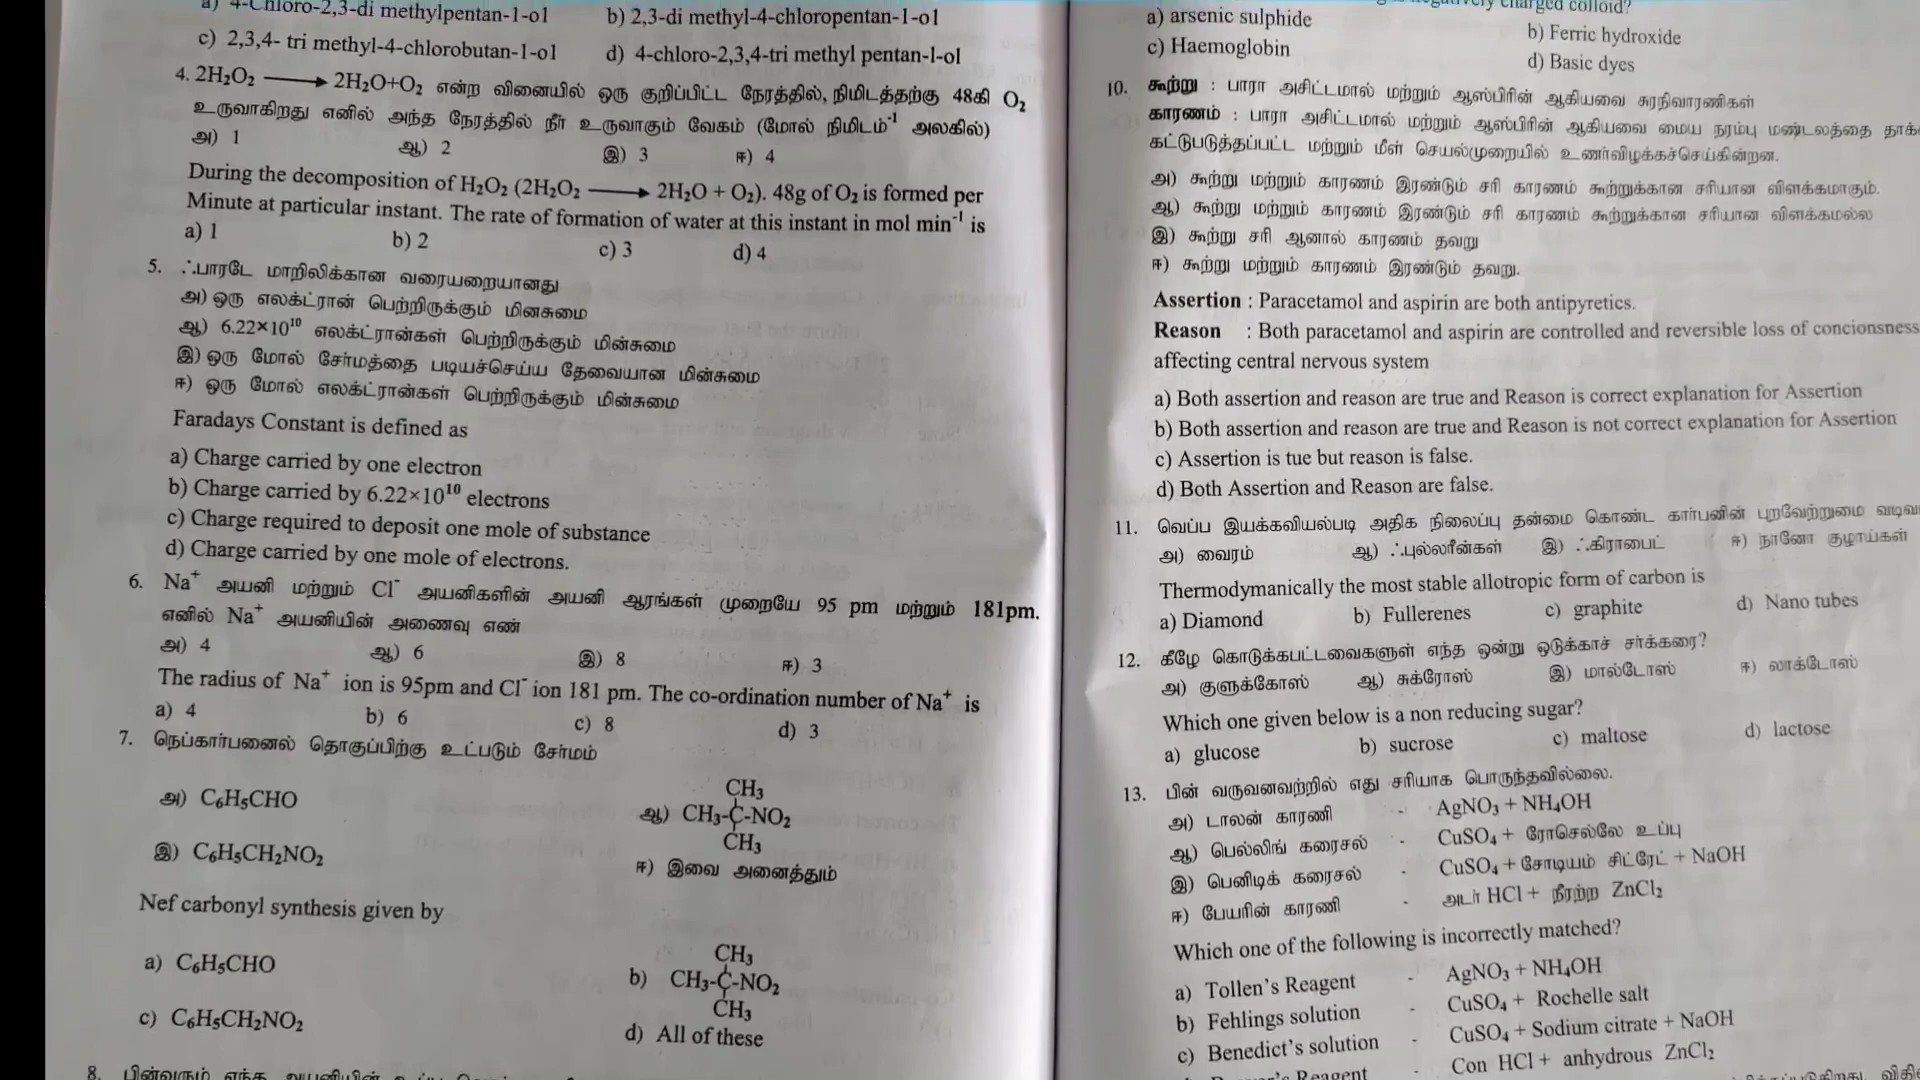 a) 4-Chloro-2,3-di methylpentan-1-o1 b) 2,3-di methyl-4-chloropentan-1-o1
c) 2,3,4- tri methyl-4-chlorobutan-1-o1 d) 4-chloro-2,3,4-tri methyl pentan-l-ol
4. 2H₂O₂ ⟶ 2H₂O+O₂ என்ற வினையில் ஒரு குறிப்பிட்ட நேரத்தில், நிமிடத்தற்கு 48கி O₂
உருவாகிறது எனில் அந்த நேரத்தில் நீர் உருவாகும் வேகம் (மோல் நிமிடம்⁻¹ அலகில்)
அ) 1 ஆ) 2 இ) 3 ஈ) 4
During the decomposition of H₂O₂ (2H₂O₂ ⟶ 2H₂O + O₂). 48g of O₂ is formed per
Minute at particular instant. The rate of formation of water at this instant in mol min⁻¹ is
a) 1 b) 2 c) 3 d) 4
5. ஃபாரடே மாறிலிக்கான வரையறையானது
அ) ஒரு எலக்ட்ரான் பெற்றிருக்கும் மினசுமை
ஆ) 6.22×10¹⁰ எலக்ட்ரான்கள் பெற்றிருக்கும் மின்சுமை
இ) ஒரு மோல் சேர்மத்தை படியச்செய்ய தேவையான மின்சுமை
ஈ) ஒரு மோல் எலக்ட்ரான்கள் பெற்றிருக்கும் மின்சுமை
Faradays Constant is defined as
a) Charge carried by one electron
b) Charge carried by 6.22×10¹⁰ electrons
c) Charge required to deposit one mole of substance
d) Charge carried by one mole of electrons.
6. Na⁺ அயனி மற்றும் Cl⁻ அயனிகளின் அயனி ஆரங்கள் முறையே 95 pm மற்றும் 181pm.
எனில் Na⁺ அயனியின் அணைவு எண்
அ) 4 ஆ) 6 இ) 8 ஈ) 3
The radius of Na⁺ ion is 95pm and Cl⁻ ion 181 pm. The co-ordination number of Na⁺ is
a) 4 b) 6 c) 8 d) 3
7. நெப்கார்பனைல் தொகுப்பிற்கு உட்படும் சேர்மம்
CH₃
அ) C₆H₅CHO ஆ) CH₃-C-NO₂
CH₃
இ) C₆H₅CH₂NO₂ ஈ) இவை அனைத்தும்
Nef carbonyl synthesis given by
CH₃
a) C₆H₅CHO b) CH₃-C-NO₂
CH₃
c) C₆H₅CH₂NO₂ d) All of these
8. பின்வரும் எந்த அயனியின்
negatively charged colloid?
a) arsenic sulphide b) Ferric hydroxide
c) Haemoglobin d) Basic dyes
10. கூற்று : பாரா அசிட்டமால் மற்றும் ஆஸ்பிரின் ஆகியவை சுரநிவாரணிகள்
காரணம் : பாரா அசிட்டமால் மற்றும் ஆஸ்பிரின் ஆகியவை மைய நரம்பு மண்டலத்தை தாக்
கட்டுபடுத்தப்பட்ட மற்றும் மீள் செயல்முறையில் உணர்விழக்கச்செய்கின்றன.
அ) கூற்று மற்றும் காரணம் இரண்டும் சரி காரணம் கூற்றுக்கான சரியான விளக்கமாகும்.
ஆ) கூற்று மற்றும் காரணம் இரண்டும் சரி காரணம் கூற்றுக்கான சரியான விளக்கமல்ல
இ) கூற்று சரி ஆனால் காரணம் தவறு
ஈ) கூற்று மற்றும் காரணம் இரண்டும் தவறு.
Assertion : Paracetamol and aspirin are both antipyretics.
Reason : Both paracetamol and aspirin are controlled and reversible loss of concionsness
affecting central nervous system
a) Both assertion and reason are true and Reason is correct explanation for Assertion
b) Both assertion and reason are true and Reason is not correct explanation for Assertion
c) Assertion is tue but reason is false.
d) Both Assertion and Reason are false.
11. வெப்ப இயக்கவியல்படி அதிக நிலைப்பு தன்மை கொண்ட கார்பனின் புறவேற்றுமை வடிவ
அ) வைரம் ஆ) ஃபுல்லரீன்கள் இ) ஃகிராபைட் ஈ) நானோ குழாய்கள்
Thermodymanically the most stable allotropic form of carbon is
a) Diamond b) Fullerenes c) graphite d) Nano tubes
12. கீழே கொடுக்கபட்டவைகளுள் எந்த ஒன்று ஒடுக்காச் சர்க்கரை?
அ) குளுக்கோஸ் ஆ) சுக்ரோஸ் இ) மால்டோஸ் ஈ) லாக்டோஸ்
Which one given below is a non reducing sugar?
a) glucose b) sucrose c) maltose d) lactose
13. பின் வருவனவற்றில் எது சரியாக பொருந்தவில்லை.
அ) டாலன் காரணி - AgNO₃ + NH₄OH
ஆ) பெல்லிங் கரைசல் - CuSO₄ + ரோசெல்லே உப்பு
இ) பெனிடிக் கரைசல் - CuSO₄ + சோடியம் சிட்ரேட் + NaOH
ஈ) பேயரின் காரணி - அடர் HCl + நீரற்ற ZnCl₂
Which one of the following is incorrectly matched?
a) Tollen's Reagent - AgNO₃ + NH₄OH
b) Fehlings solution - CuSO₄ + Rochelle salt
c) Benedict's solution - CuSO₄ + Sodium citrate + NaOH
Reagent - Con HCl + anhydrous ZnCl₂